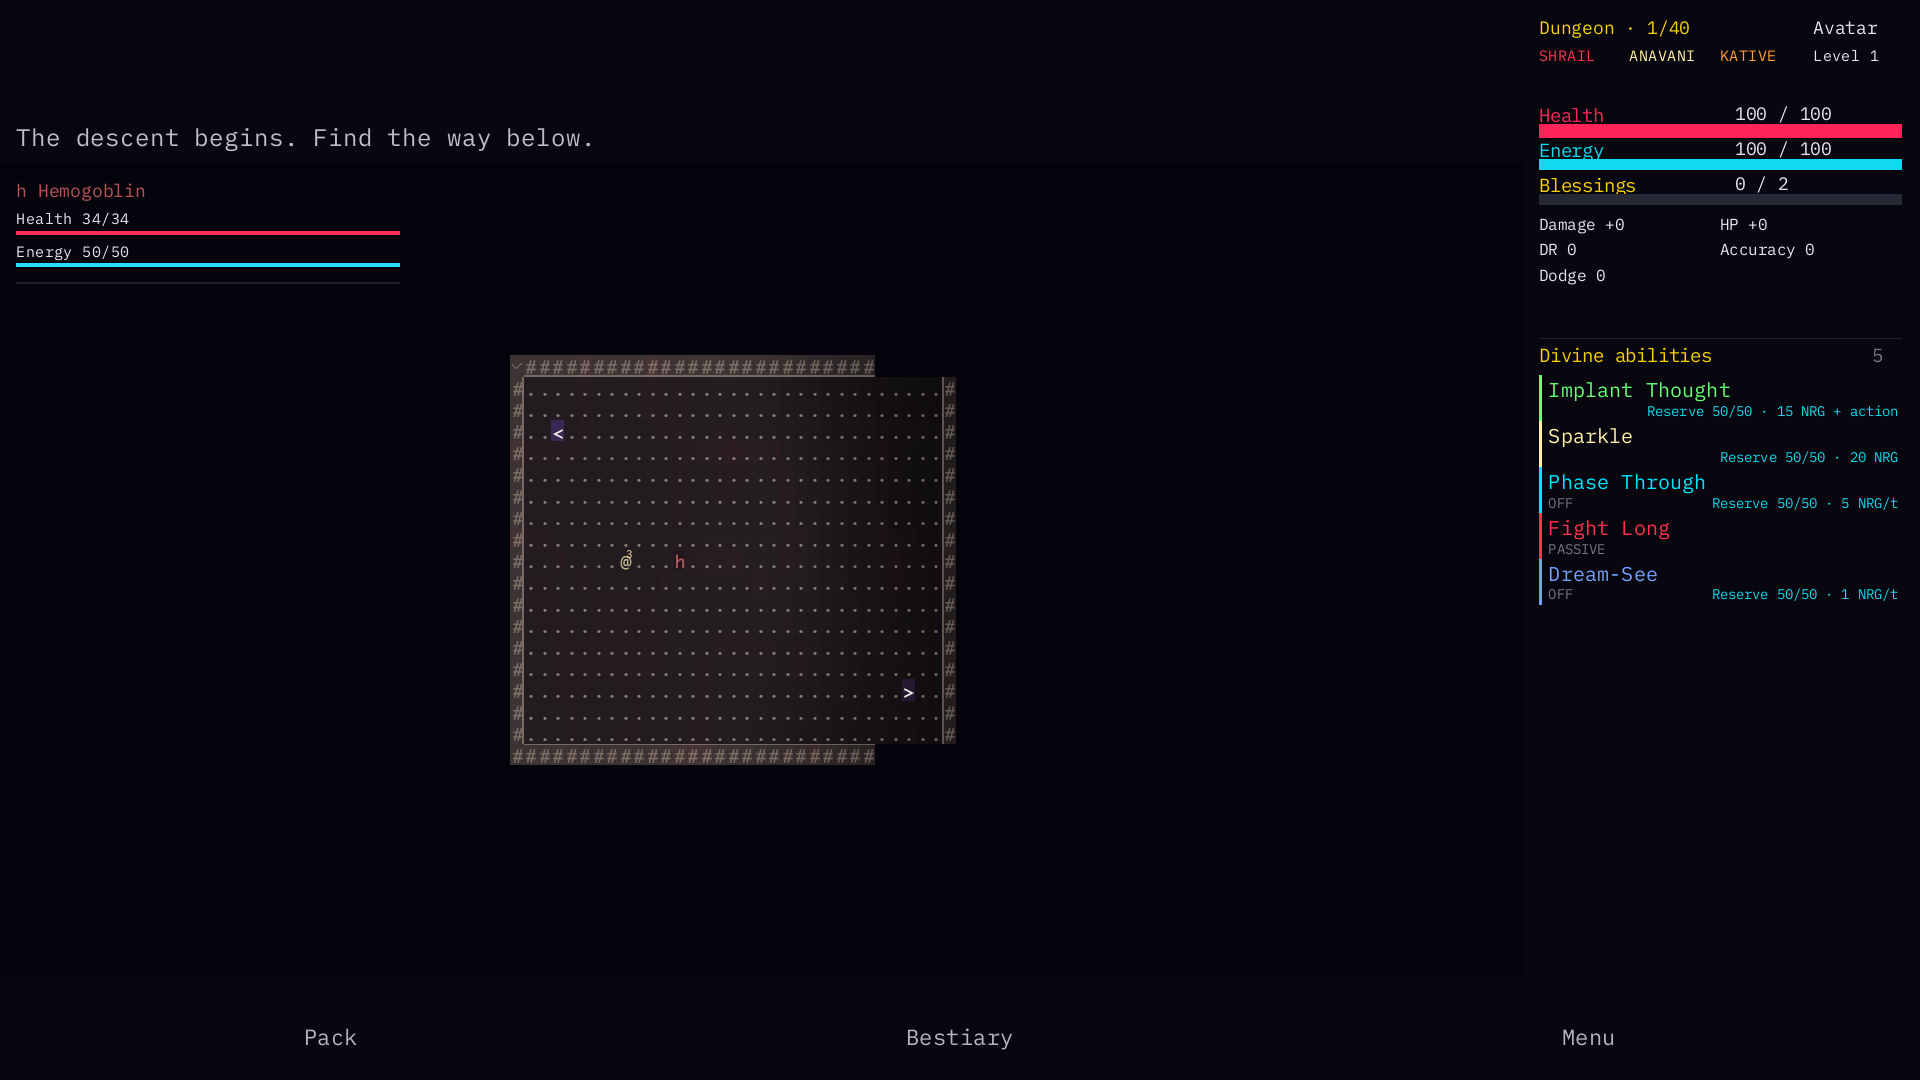 Dungeon · 1/40 Avatar
SHRAIL ANAVANI KATIVE Level 1
Health 100 / 100
Energy 100 / 100
Blessings 0 / 2
Damage +0 HP +0
DR 0 Accuracy 0
Dodge 0
The descent begins. Find the way below.
h Hemogoblin
Health 34/34
Energy 50/50
###########################
#...............................#
#...............................#
#..<............................#
#...............................#
#...............................#
#...............................#
#...............................#
#...............................#
#.......@3...h...................#
#...............................#
#...............................#
#...............................#
#...............................#
#...............................#
#............................>..#
#...............................#
#...............................#
###########################
Divine abilities 5
Implant Thought
Reserve 50/50 · 15 NRG + action
Sparkle
Reserve 50/50 · 20 NRG
Phase Through
OFF Reserve 50/50 · 5 NRG/t
Fight Long
PASSIVE
Dream-See
OFF Reserve 50/50 · 1 NRG/t
Pack Bestiary Menu